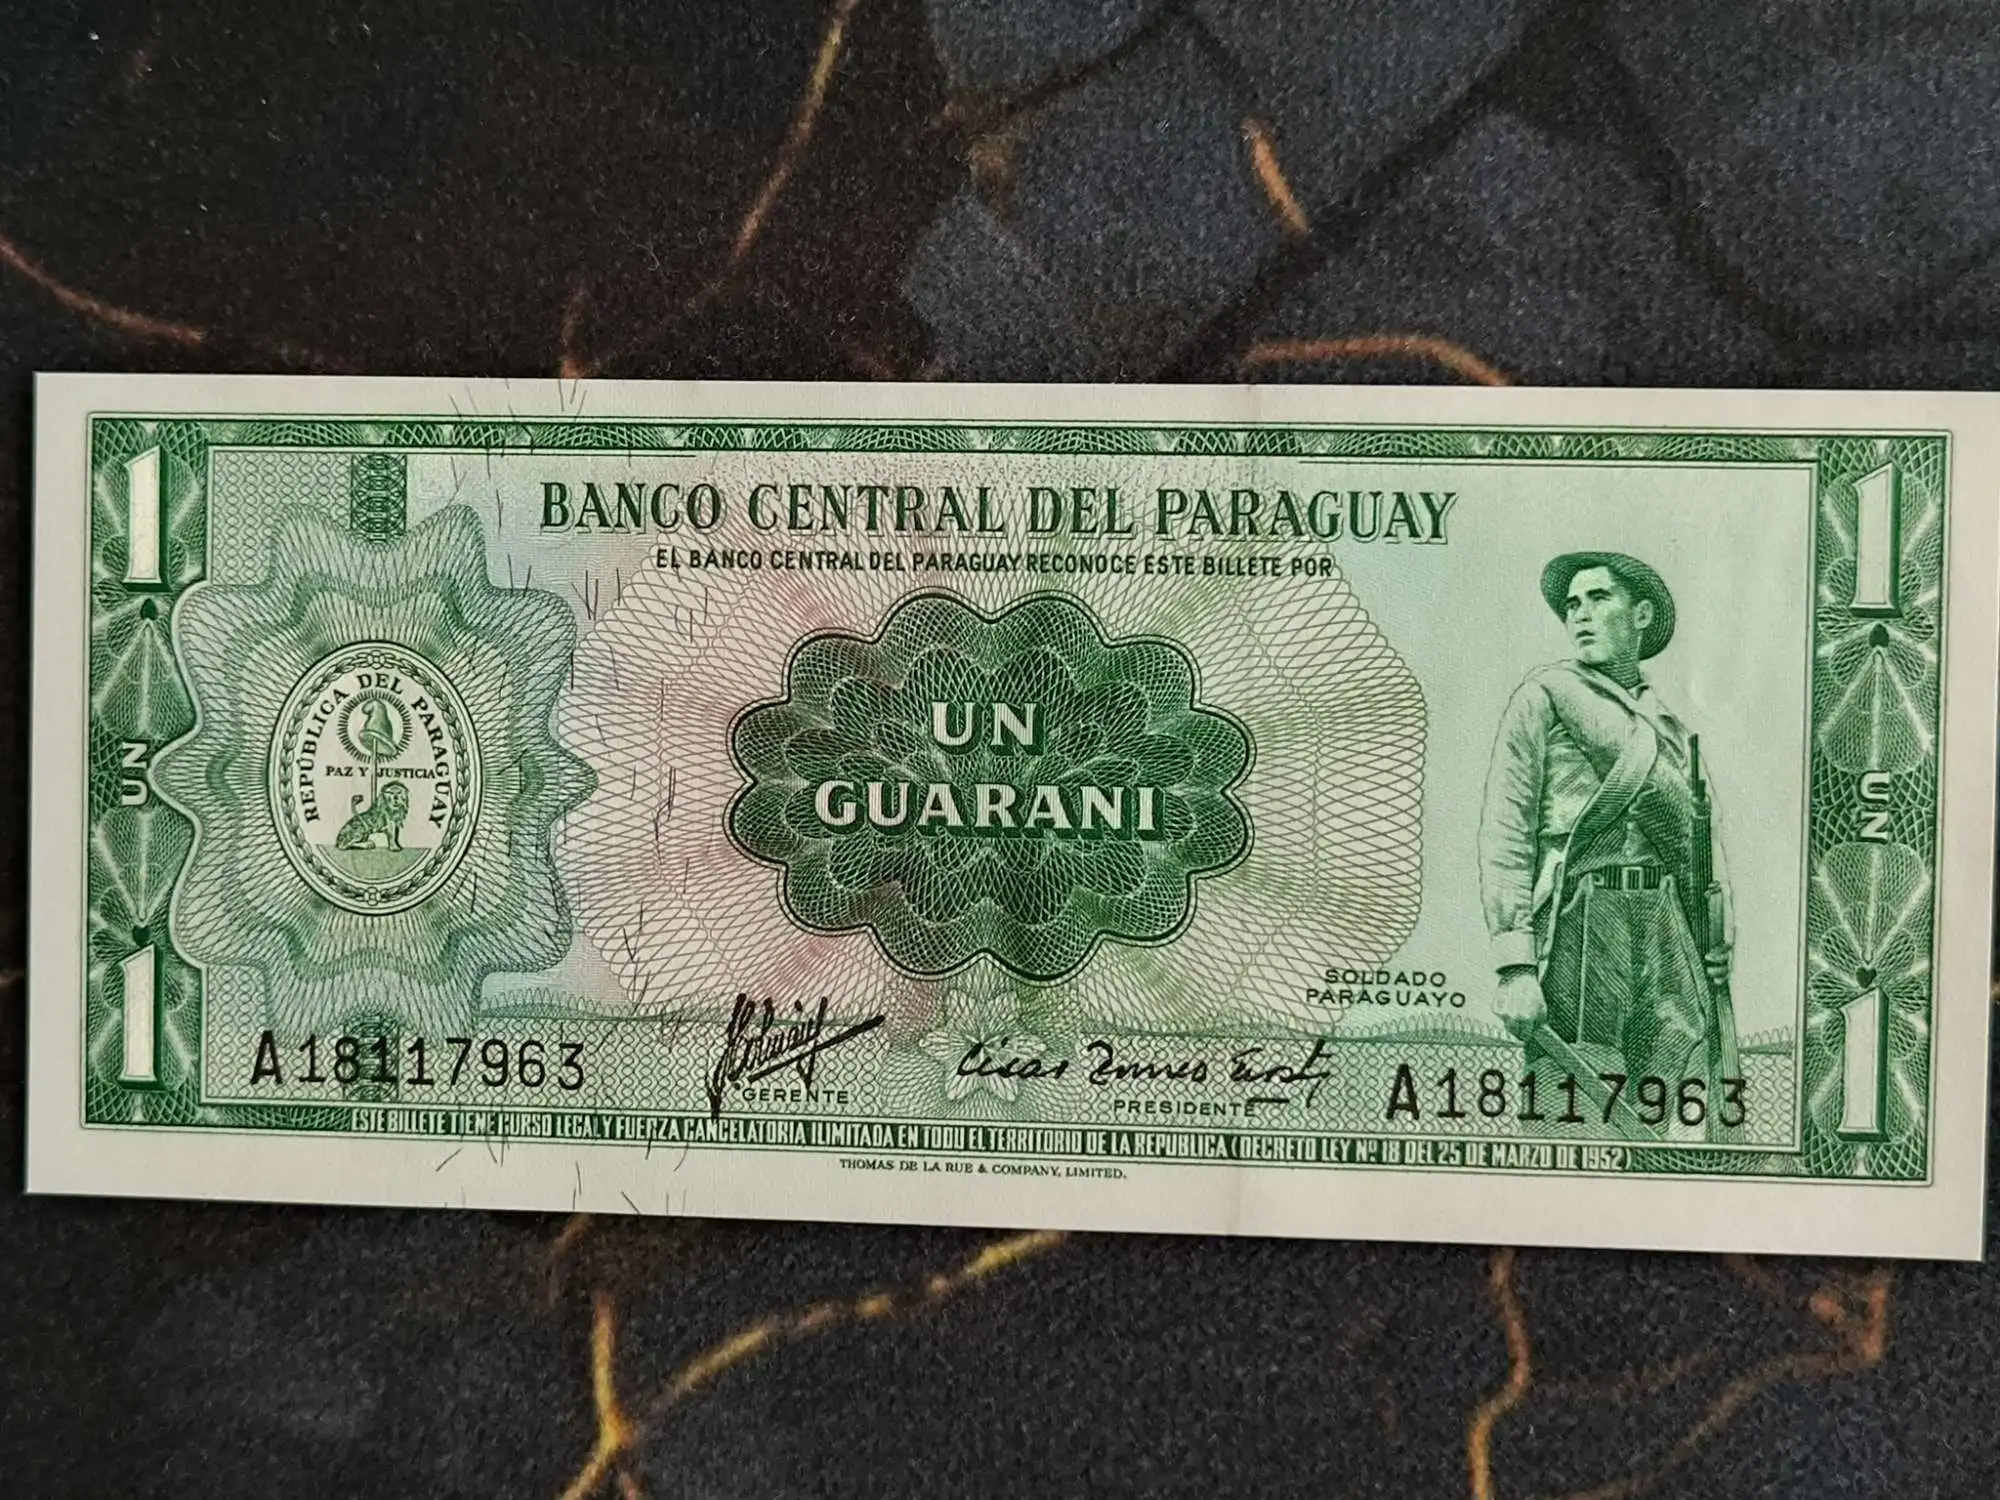 1
1
BANCO CENTRAL DEL PARAGUAY
EL BANCO CENTRAL DEL PARAGUAY RECONOCE ESTE BILLETE POR
REPUBLICA DEL PARAGUAY
PAZ Y JUSTICIA
UN
GUARANI
UN
UN
SOLDADO
PARAGUAYO
1
1
A18117963
GERENTE
PRESIDENTE
A18117963
ESTE BILLETE TIENE CURSO LEGAL Y FUERZA CANCELATORIA ILIMITADA EN TODO EL TERRITORIO DE LA REPUBLICA (DECRETO LEY Nº 18 DEL 25 DE MARZO DE 1952)
THOMAS DE LA RUE & COMPANY, LIMITED.